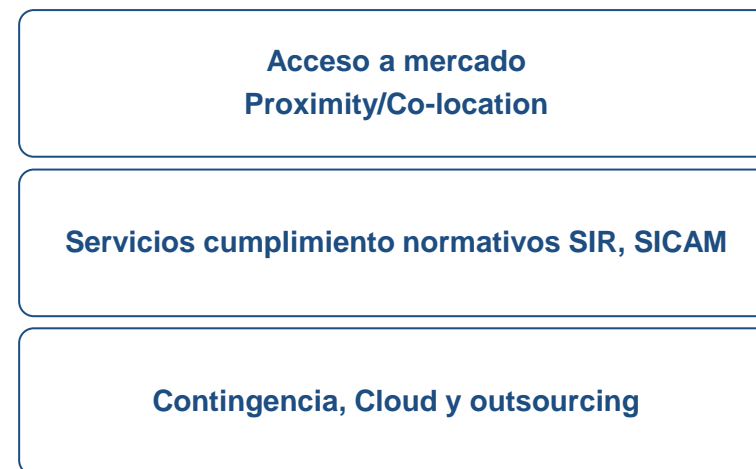 Acceso a mercado
Proximity/Co-location
Servicios cumplimiento normativos SIR, SICAM
Contingencia, Cloud y outsourcing